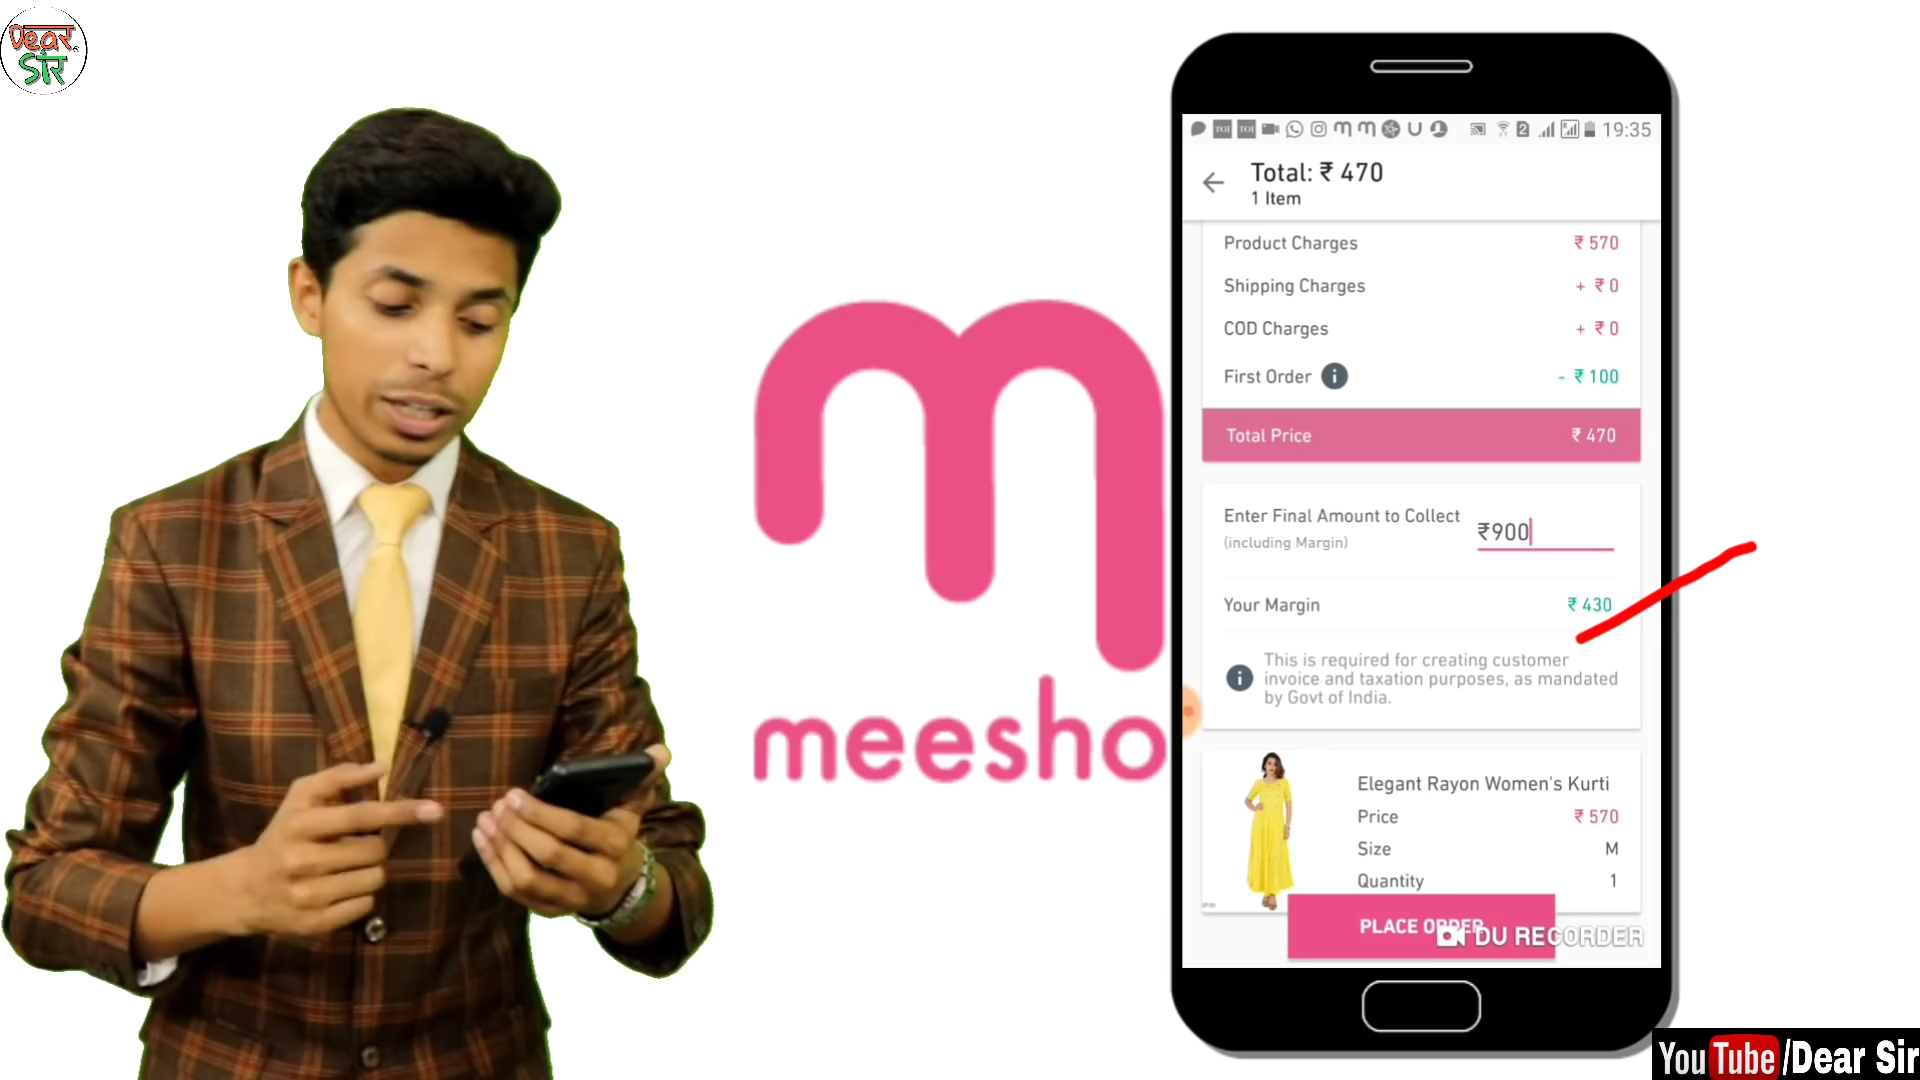 Dear
सर
meesho
19:35
Total: ₹ 470
1 Item
Product Charges ₹ 570
Shipping Charges + ₹ 0
COD Charges + ₹ 0
First Order - ₹ 100
Total Price ₹ 470
Enter Final Amount to Collect ₹900
(including Margin)
Your Margin ₹ 430
This is required for creating customer
invoice and taxation purposes, as mandated
by Govt of India.
Elegant Rayon Women's Kurti
Price ₹ 570
Size M
Quantity 1
PLACE ORDER
DU RECORDER
YouTube/Dear Sir